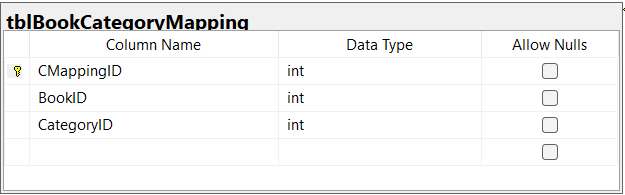 tblBookCategoryMapping
Column Name Data Type Allow Nulls
CMappingID int
BookID int
CategoryID int